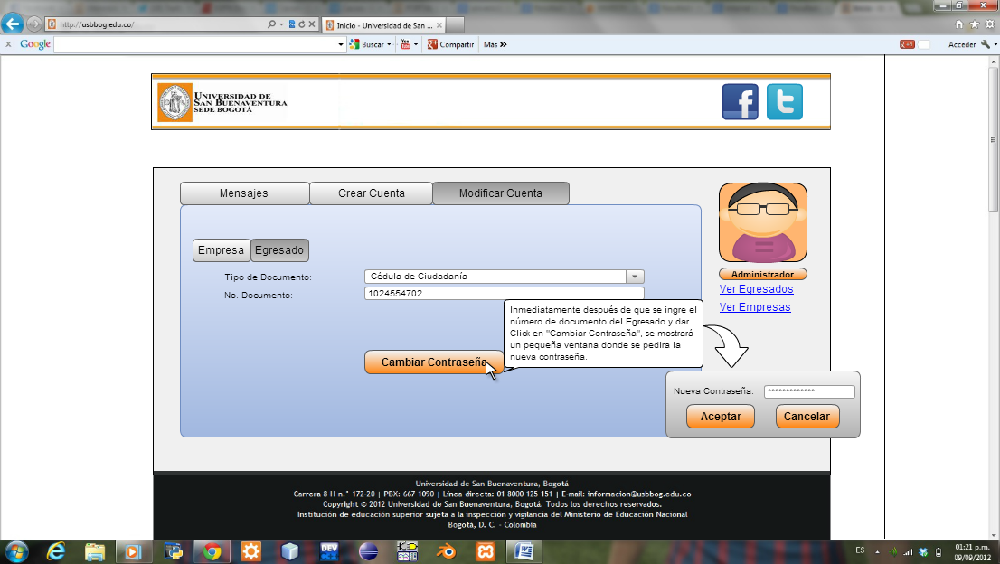 http://usbbog.edu.co/
Inicio - Universidad de San ...
Google
Buscar
You
Compartir
Más »
+1
Acceder
UNIVERSIDAD DE
SAN BUENAVENTURA
SEDE BOGOTÁ
f
t
Mensajes
Crear Cuenta
Modificar Cuenta
Empresa
Egresado
Tipo de Documento:
Cédula de Ciudadanía
No. Documento:
1024554702
Inmediatamente después de que se ingre el
número de documento del Egresado y dar
Click en "Cambiar Contraseña", se mostrará
un pequeña ventana donde se pedira la
nueva contraseña.
Cambiar Contraseña
Administrador
Ver Egresados
Ver Empresas
Nueva Contraseña:
*************
Aceptar
Cancelar
Universidad de San Buenaventura, Bogotá
Carrera 8 H n.° 172-20 | PBX: 667 1090 | Línea directa: 01 8000 125 151 | E-mail: informacion@usbbog.edu.co
Copyright © 2012 Universidad de San Buenaventura, Bogotá. Todos los derechos reservados.
Institución de educación superior sujeta a la inspección y vigilancia del Ministerio de Educación Nacional
Bogotá, D. C. - Colombia
DEV
ES
01:21 p.m.
09/09/2012